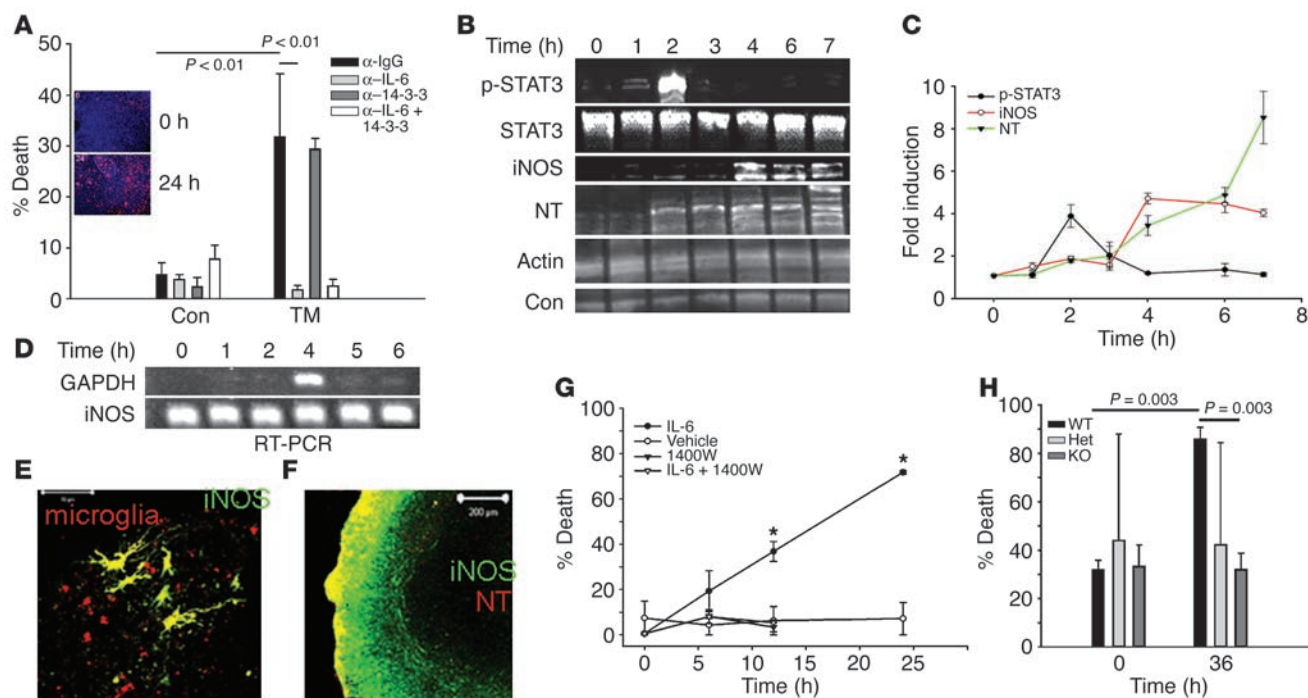 A
50
40
30
20
10
0
% Death
P < 0.01
P < 0.01
α-IgG
α–IL-6
α–14-3-3
α–IL-6 +
14-3-3
0 h
24 h
Con
TM
B
Time (h) 0 1 2 3 4 6 7
p-STAT3
STAT3
iNOS
NT
Actin
Con
C
10
8
6
4
2
0
Fold induction
p-STAT3
iNOS
NT
0 2 4 6 8
Time (h)
D
Time (h) 0 1 2 4 5 6
GAPDH
iNOS
RT-PCR
E
iNOS
microglia
F
200 µm
iNOS
NT
G
100
80
60
40
20
0
% Death
IL-6
Vehicle
1400W
IL-6 + 1400W
*
*
0 5 10 15 20 25
Time (h)
H
100
80
60
40
20
40
% Death
P = 0.003
P = 0.003
WT
Het
KO
0 36
Time (h)